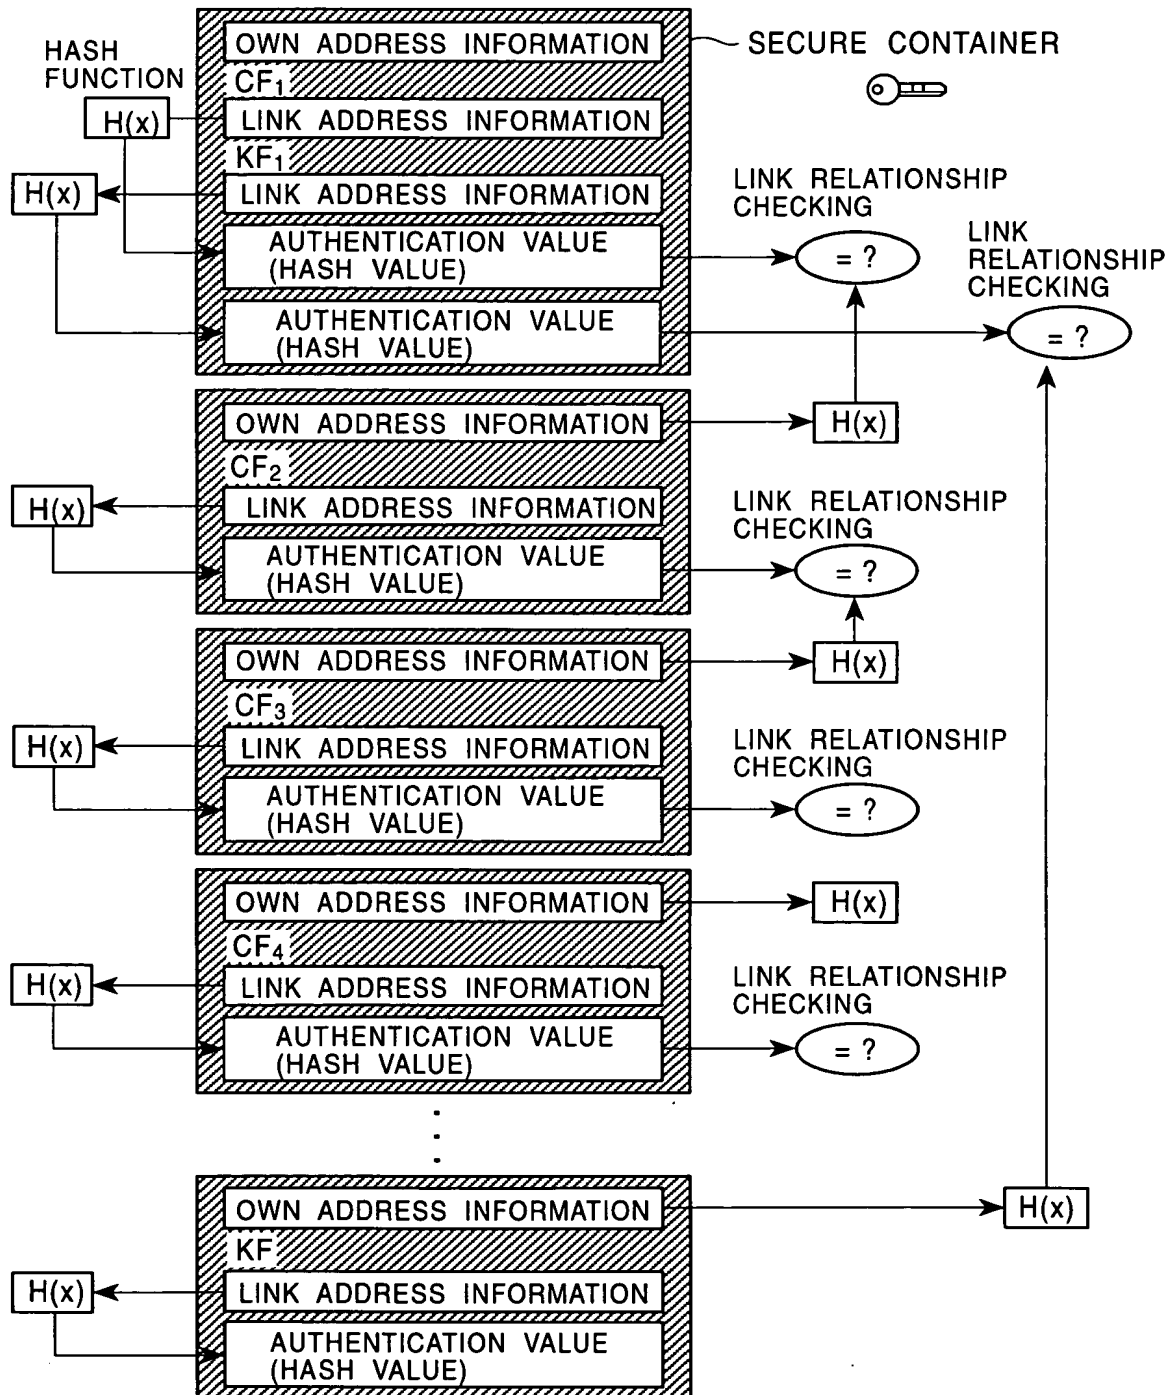 OWN ADDRESS INFORMATION
SECURE CONTAINER
HASH
FUNCTION
CF₁
H(x)
LINK ADDRESS INFORMATION
KF₁
H(x)
LINK ADDRESS INFORMATION
LINK RELATIONSHIP
CHECKING
AUTHENTICATION VALUE
(HASH VALUE)
= ?
LINK
RELATIONSHIP
CHECKING
AUTHENTICATION VALUE
(HASH VALUE)
= ?
OWN ADDRESS INFORMATION
H(x)
CF₂
H(x)
LINK ADDRESS INFORMATION
LINK RELATIONSHIP
CHECKING
AUTHENTICATION VALUE
(HASH VALUE)
= ?
OWN ADDRESS INFORMATION
H(x)
CF₃
H(x)
LINK ADDRESS INFORMATION
LINK RELATIONSHIP
CHECKING
AUTHENTICATION VALUE
(HASH VALUE)
= ?
OWN ADDRESS INFORMATION
H(x)
CF₄
H(x)
LINK ADDRESS INFORMATION
LINK RELATIONSHIP
CHECKING
AUTHENTICATION VALUE
(HASH VALUE)
= ?
OWN ADDRESS INFORMATION
H(x)
KF
H(x)
LINK ADDRESS INFORMATION
AUTHENTICATION VALUE
(HASH VALUE)